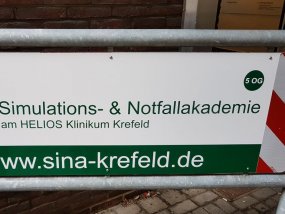 5 OG
Simulations- & Notfallakademie
am HELIOS Klinikum Krefeld
www.sina-krefeld.de